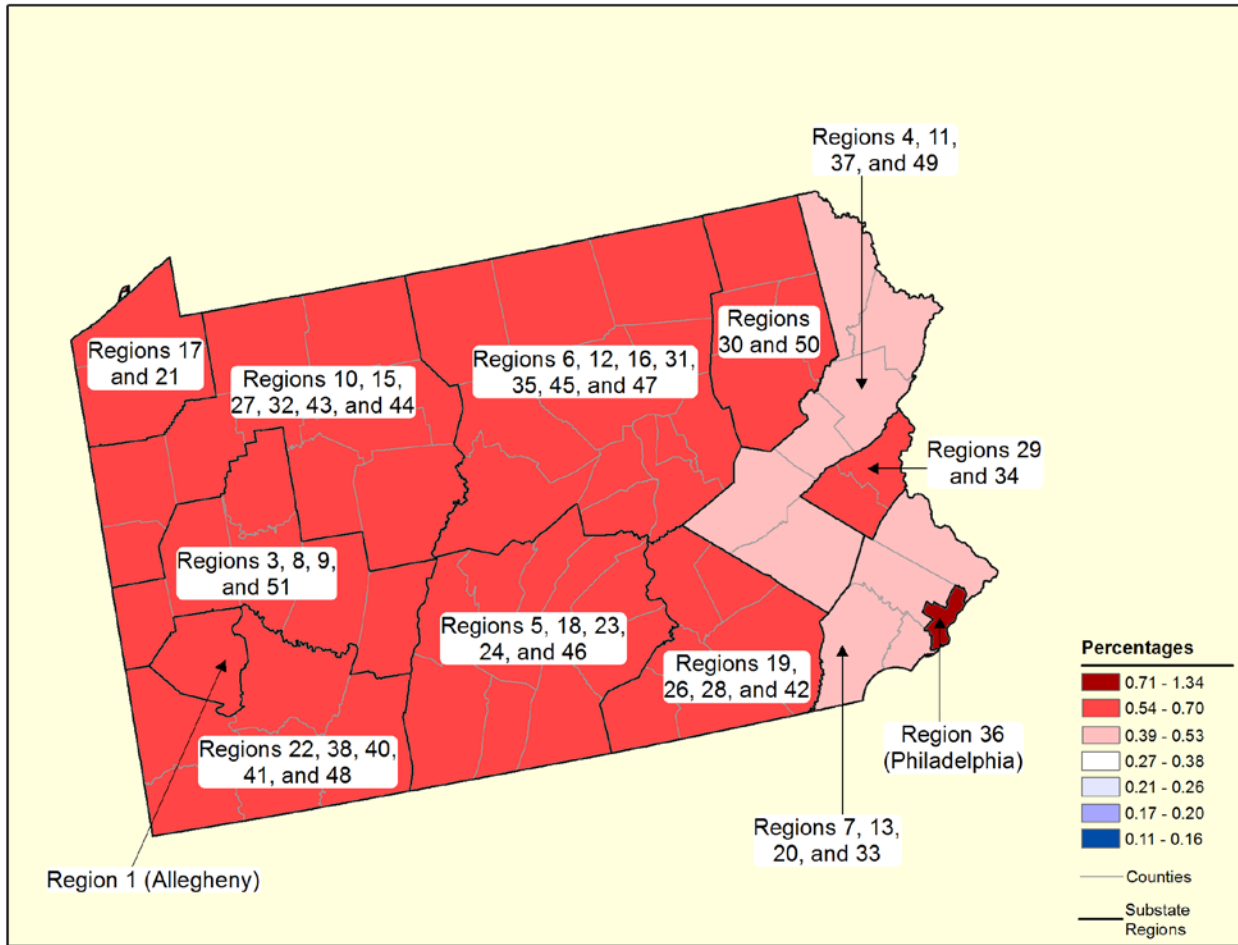 Regions 4, 11,
37, and 49
Regions 17
and 21
Regions 10, 15,
27, 32, 43, and 44
Regions 6, 12, 16, 31,
35, 45, and 47
Regions
30 and 50
Regions 29
and 34
Regions 3, 8, 9,
and 51
Regions 5, 18, 23,
24, and 46
Regions 19,
26, 28, and 42
Regions 22, 38, 40,
41, and 48
Region 36
(Philadelphia)
Regions 7, 13,
20, and 33
Region 1 (Allegheny)
Percentages
0.71 - 1.34
0.54 - 0.70
0.39 - 0.53
0.27 - 0.38
0.21 - 0.26
0.17 - 0.20
0.11 - 0.16
Counties
Substate
Regions